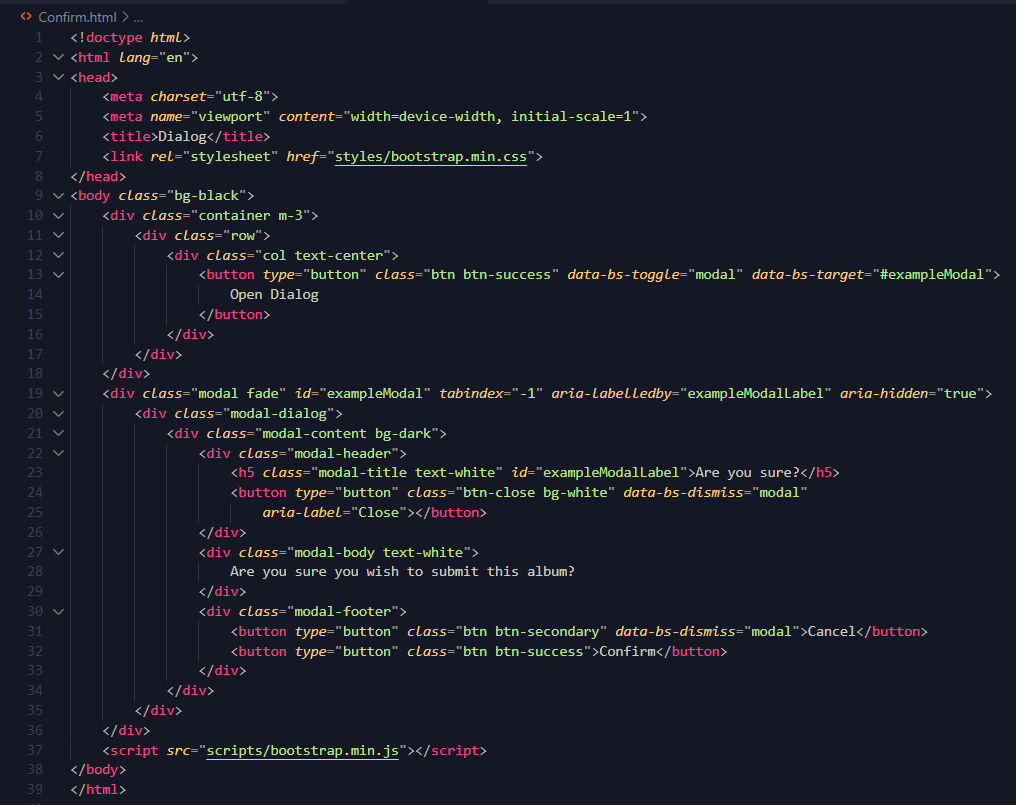 <> Confirm.html > ...
1 <!doctype html>
2 <html lang="en">
3 <head>
4     <meta charset="utf-8">
5     <meta name="viewport" content="width=device-width, initial-scale=1">
6     <title>Dialog</title>
7     <link rel="stylesheet" href="styles/bootstrap.min.css">
8 </head>
9 <body class="bg-black">
10     <div class="container m-3">
11         <div class="row">
12             <div class="col text-center">
13                 <button type="button" class="btn btn-success" data-bs-toggle="modal" data-bs-target="#exampleModal">
14                     Open Dialog
15                 </button>
16             </div>
17         </div>
18     </div>
19     <div class="modal fade" id="exampleModal" tabindex="-1" aria-labelledby="exampleModalLabel" aria-hidden="true">
20         <div class="modal-dialog">
21             <div class="modal-content bg-dark">
22                 <div class="modal-header">
23                     <h5 class="modal-title text-white" id="exampleModalLabel">Are you sure?</h5>
24                     <button type="button" class="btn-close bg-white" data-bs-dismiss="modal"
25                         aria-label="Close"></button>
26                 </div>
27                 <div class="modal-body text-white">
28                     Are you sure you wish to submit this album?
29                 </div>
30                 <div class="modal-footer">
31                     <button type="button" class="btn btn-secondary" data-bs-dismiss="modal">Cancel</button>
32                     <button type="button" class="btn btn-success">Confirm</button>
33                 </div>
34             </div>
35         </div>
36     </div>
37     <script src="scripts/bootstrap.min.js"></script>
38 </body>
39 </html>